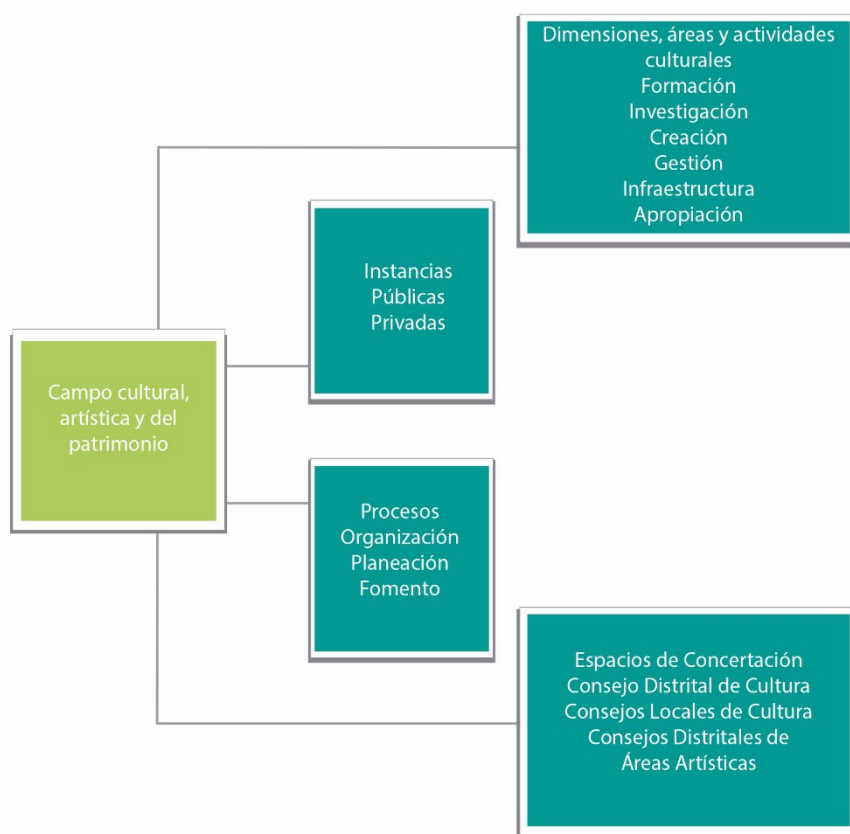 Dimensiones, áreas y actividades
culturales
Formación
Investigación
Creación
Gestión
Infraestructura
Apropiación
Instancias
Públicas
Privadas
Campo cultural,
artística y del
patrimonio
Procesos
Organización
Planeación
Fomento
Espacios de Concertación
Consejo Distrital de Cultura
Consejos Locales de Cultura
Consejos Distritales de
Áreas Artísticas